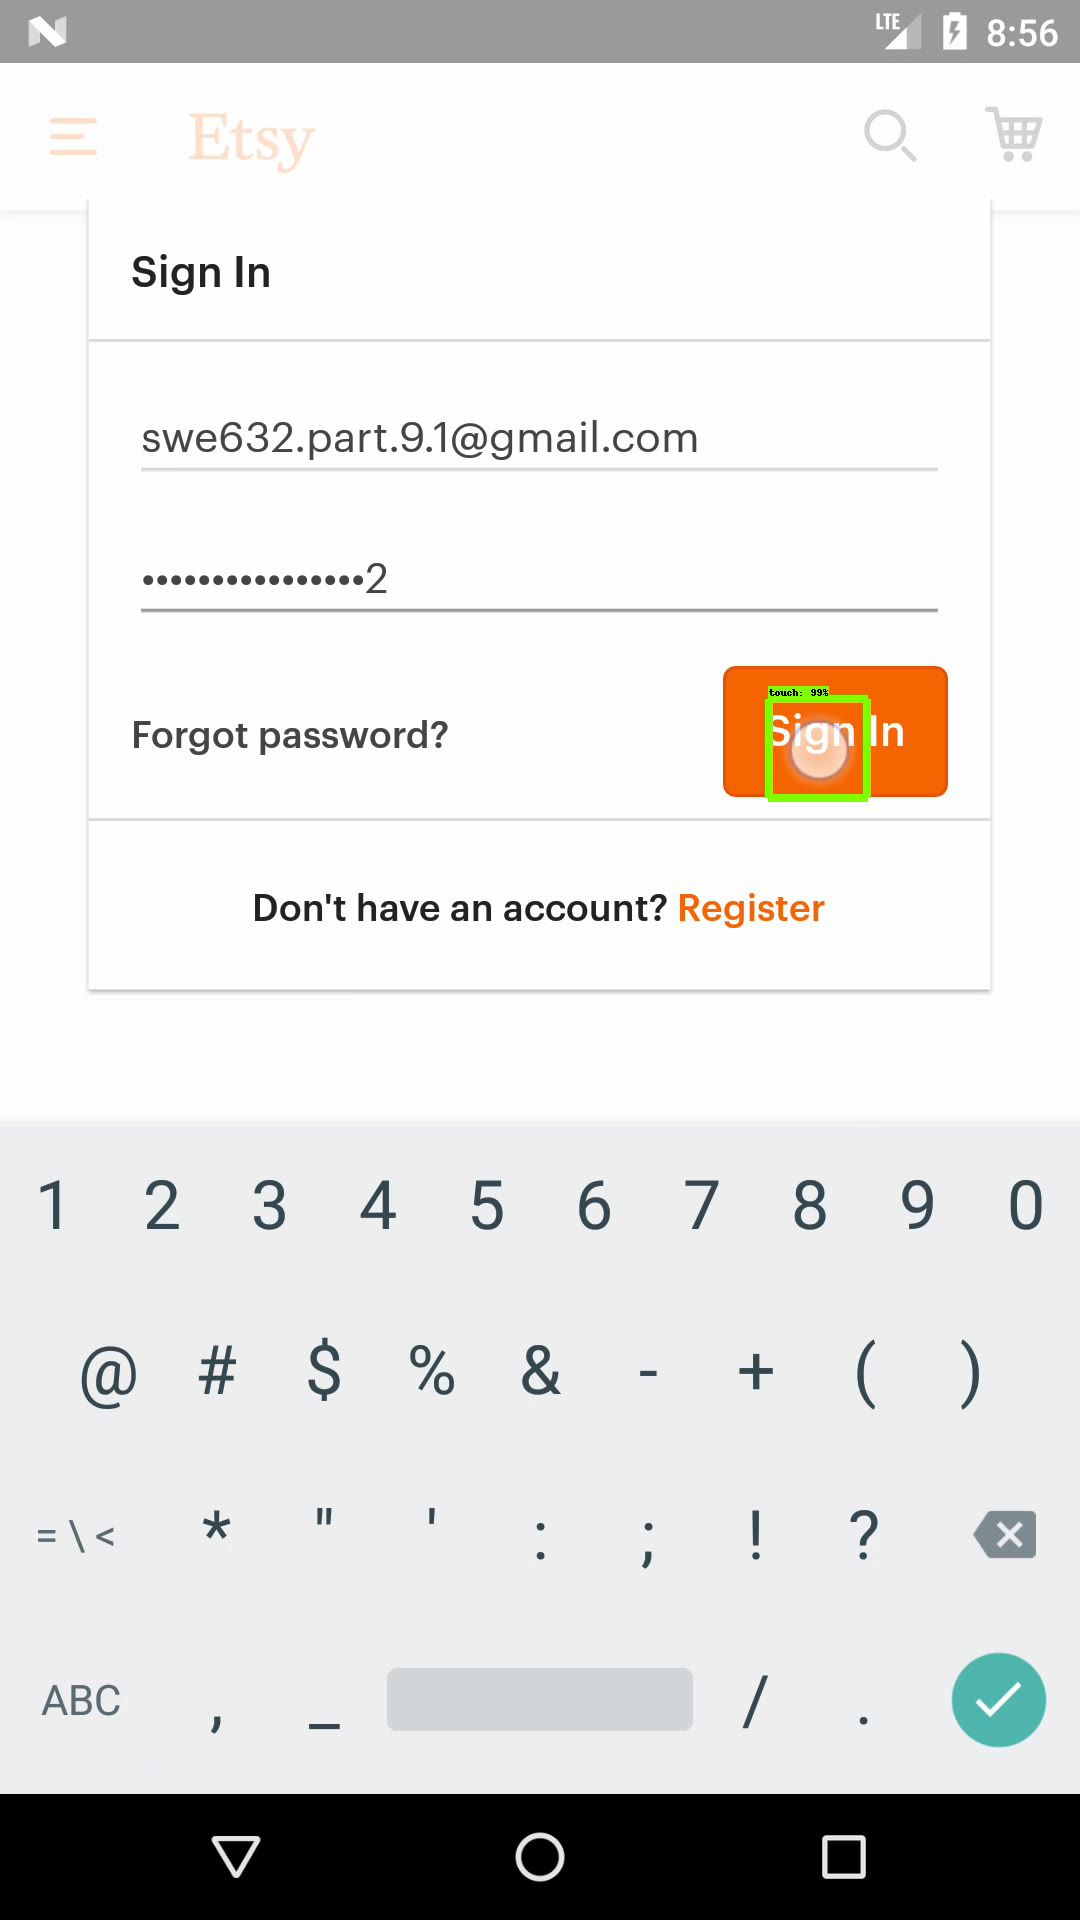 LTE 8:56
Etsy
Sign In
swe632.part.9.1@gmail.com
••••••••••••••••2
touch: 99%
Forgot password? Sign In
Don't have an account? Register
1 2 3 4 5 6 7 8 9 0
@ # $ % & - + ( )
= \ < * " ' : ; ! ?
ABC , _ / .